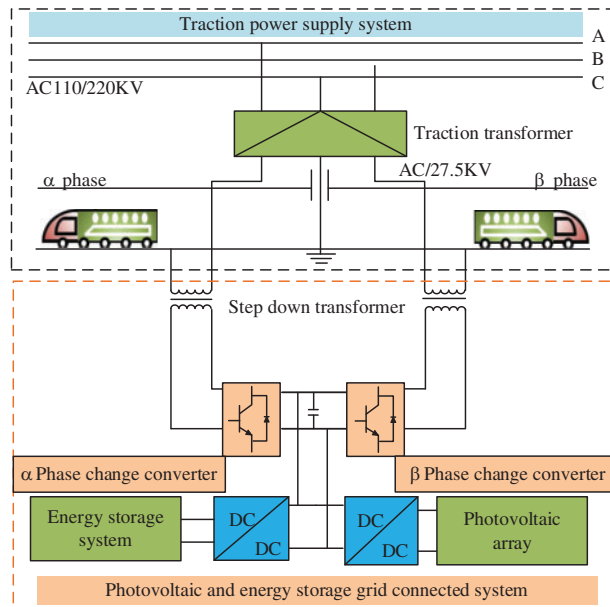 Traction power supply system
A
B
C
AC110/220KV
Traction transformer
AC/27.5KV
α phase
β phase
Step down transformer
α Phase change converter
β Phase change converter
Energy storage
system
DC
DC
DC
DC
Photovoltaic
array
Photovoltaic and energy storage grid connected system